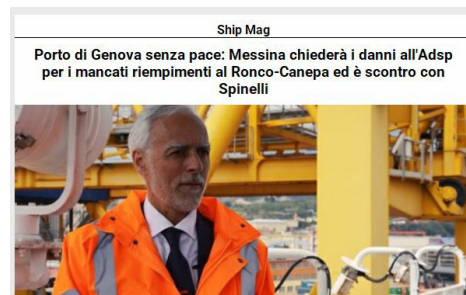 Ship Mag
Porto di Genova senza pace: Messina chiederà i danni all'Adsp
per i mancati riempimenti al Ronco-Canepa ed è scontro con
Spinelli